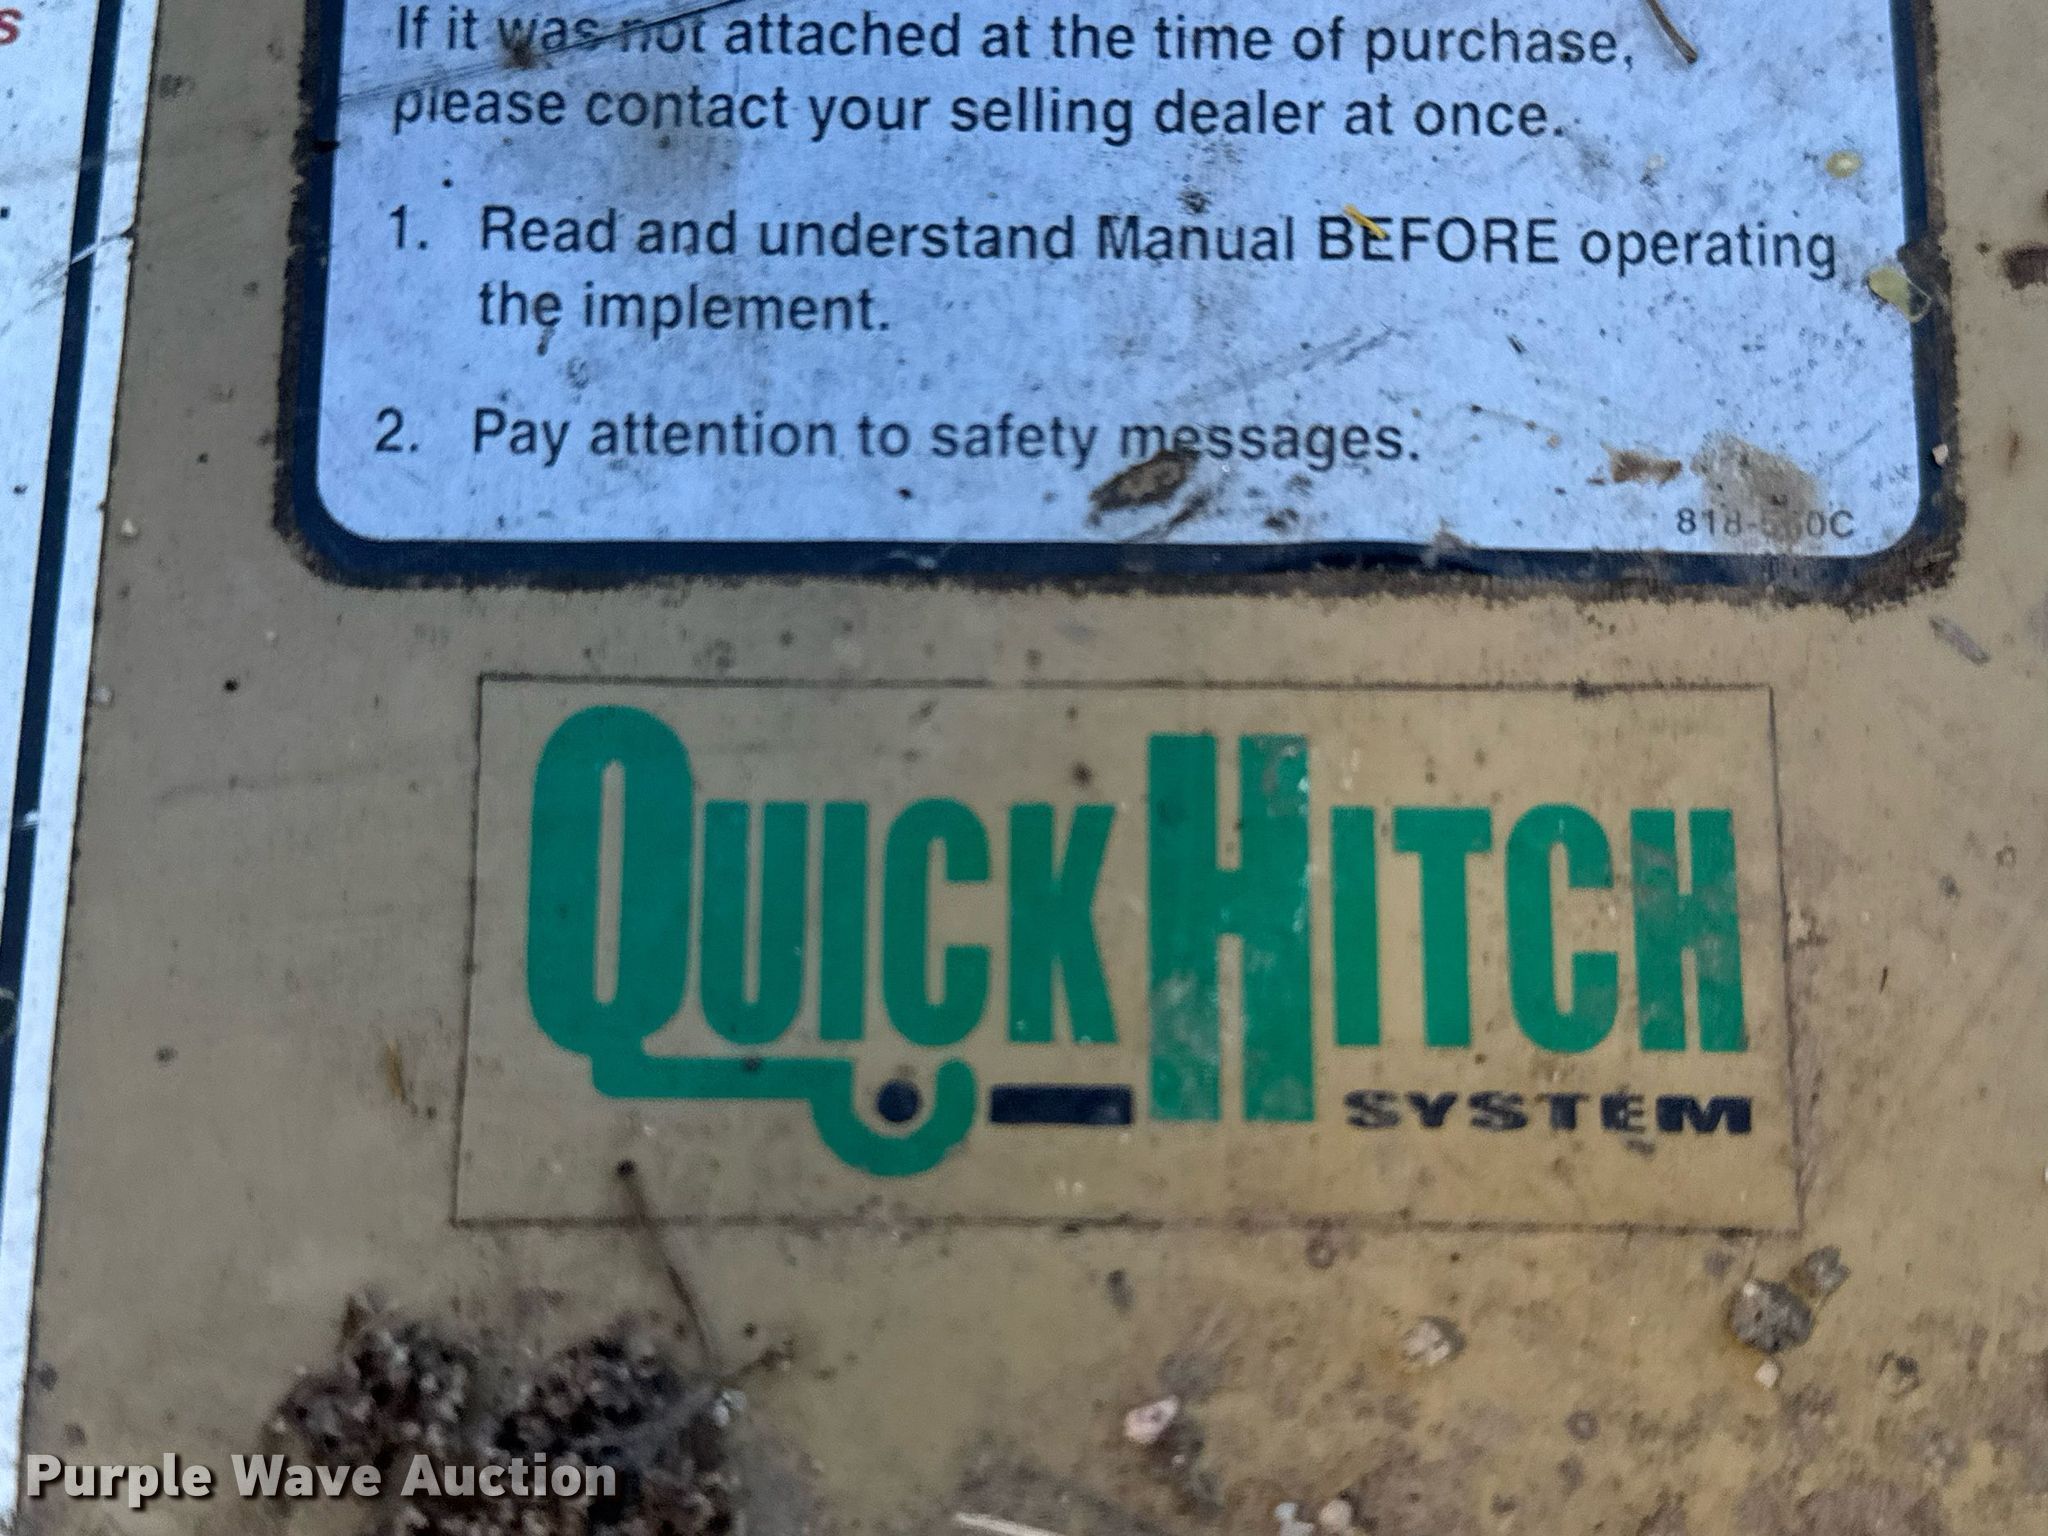 s
If it was not attached at the time of purchase,
please contact your selling dealer at once.
1. Read and understand Manual BEFORE operating
the implement.
2. Pay attention to safety messages.
QUICK HITCH
SYSTEM
Purple Wave Auction